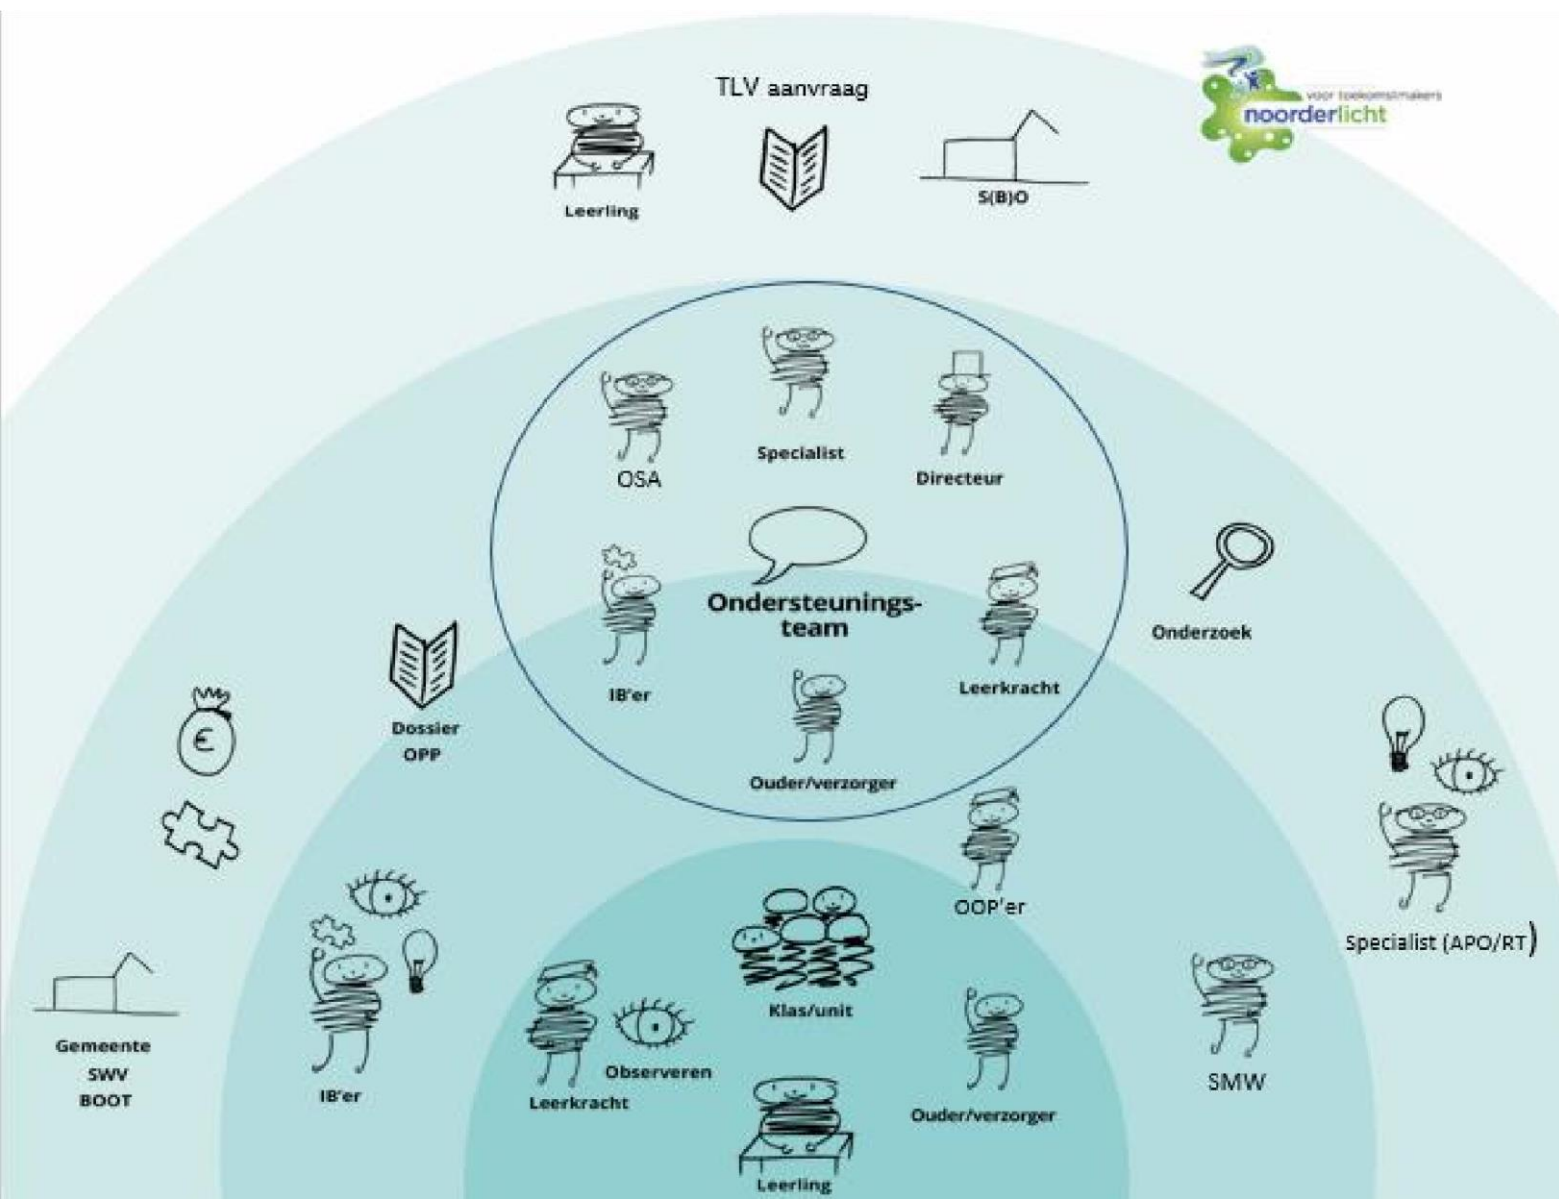 TLV aanvraag
voor toekomstmakers
noorderlicht
Leerling
S(B)O
OSA
Specialist
Directeur
Ondersteunings-
team
IB'er
Leerkracht
Ouder/verzorger
Onderzoek
€
Dossier
OPP
OOP'er
Specialist (APO/RT)
Gemeente
SWV
BOOT
IB'er
Klas/unit
Observeren
Leerkracht
Ouder/verzorger
SMW
Leerling